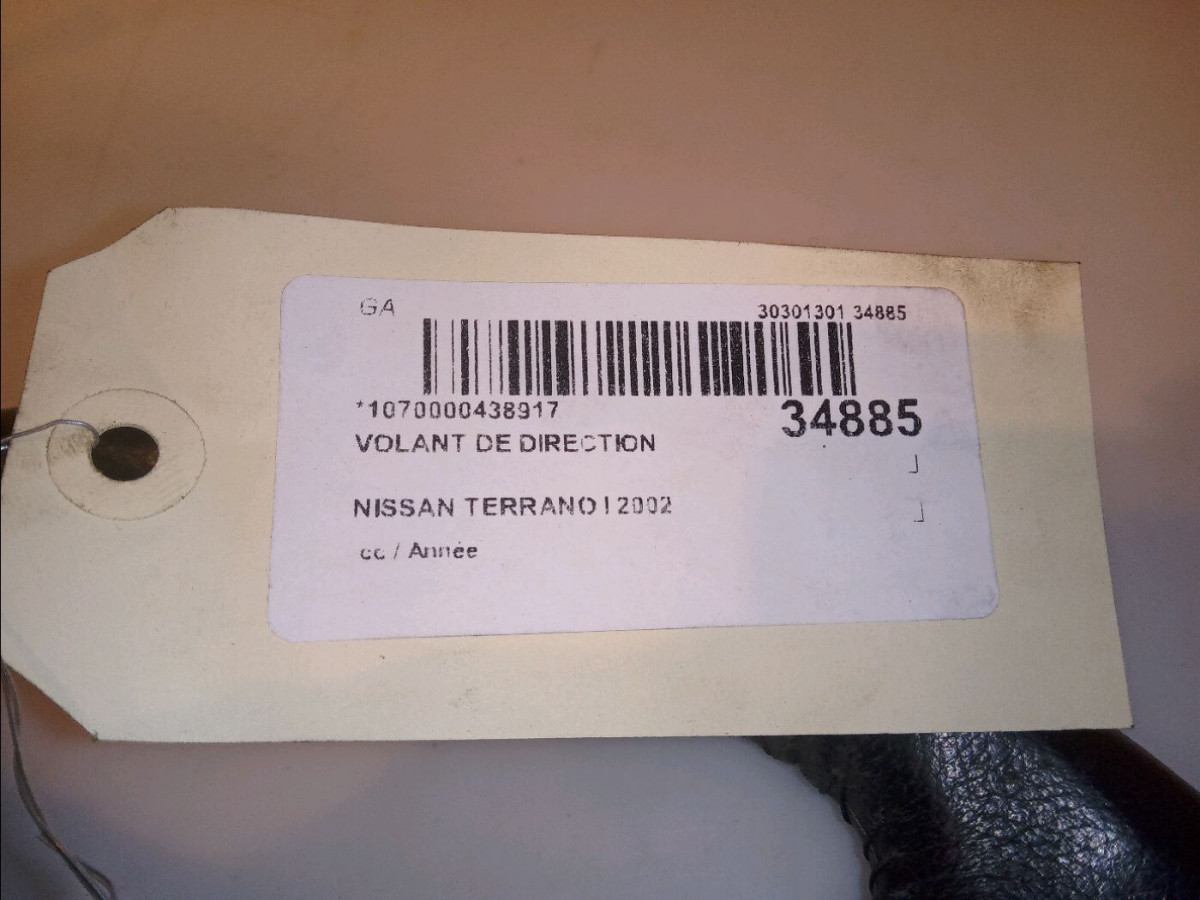 GA
30301301 34885
*1070000438917
34885
VOLANT DE DIRECTION
NISSAN TERRANO I 2002
cc / Année